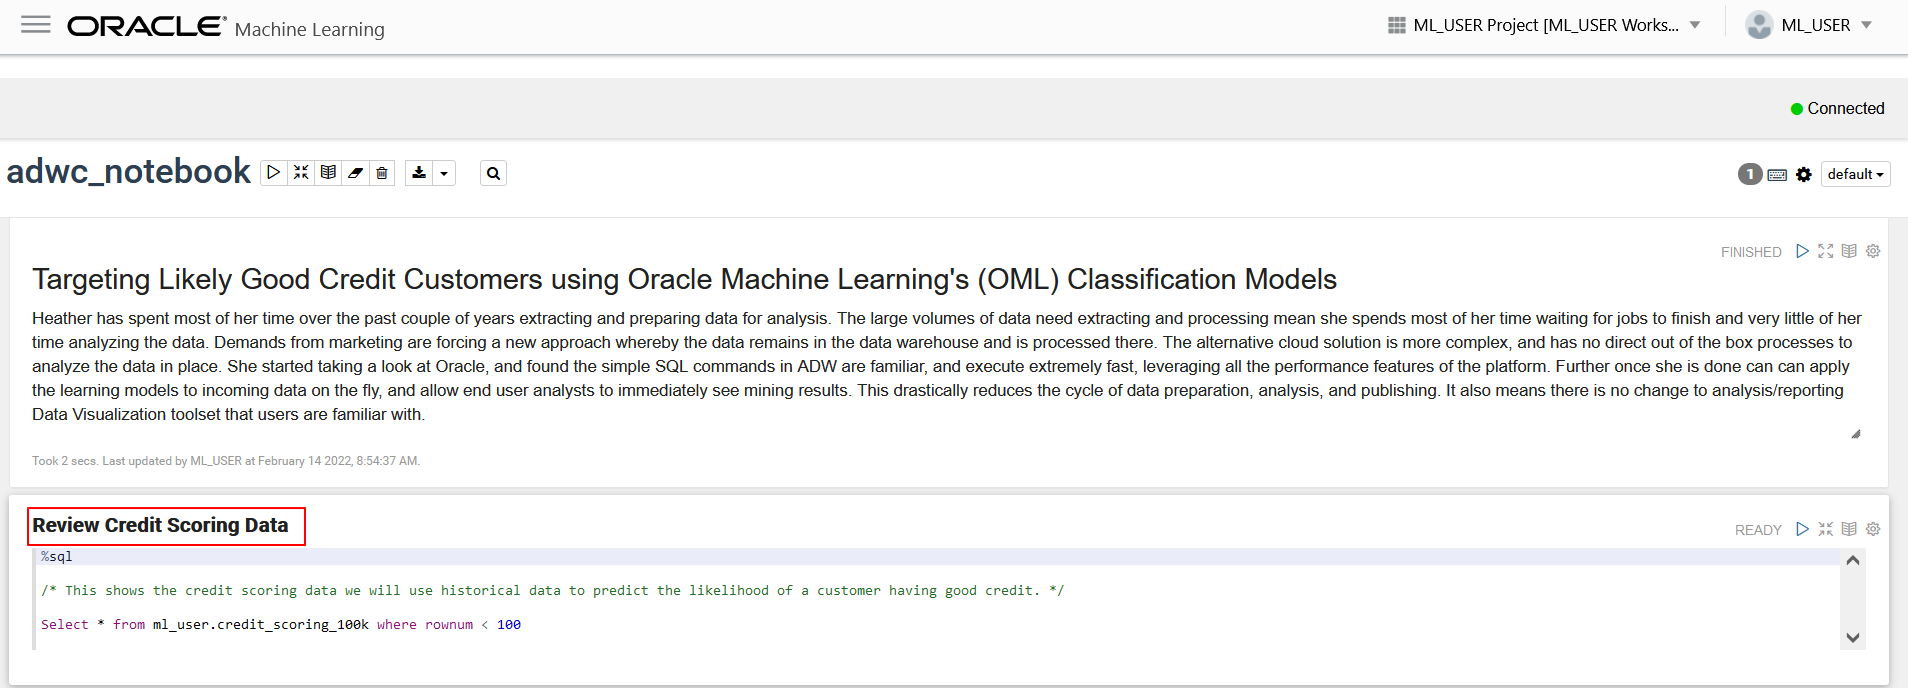 ORACLE Machine Learning
ML_USER Project [ML_USER Works...
ML_USER
Connected
adwc_notebook
1
default
FINISHED
Targeting Likely Good Credit Customers using Oracle Machine Learning's (OML) Classification Models
Heather has spent most of her time over the past couple of years extracting and preparing data for analysis. The large volumes of data need extracting and processing mean she spends most of her time waiting for jobs to finish and very little of her
time analyzing the data. Demands from marketing are forcing a new approach whereby the data remains in the data warehouse and is processed there. The alternative cloud solution is more complex, and has no direct out of the box processes to
analyze the data in place. She started taking a look at Oracle, and found the simple SQL commands in ADW are familiar, and execute extremely fast, leveraging all the performance features of the platform. Further once she is done can can apply
the learning models to incoming data on the fly, and allow end user analysts to immediately see mining results. This drastically reduces the cycle of data preparation, analysis, and publishing. It also means there is no change to analysis/reporting
Data Visualization toolset that users are familiar with.
Took 2 secs. Last updated by ML_USER at February 14 2022, 8:54:37 AM.
Review Credit Scoring Data
READY
%sql
/* This shows the credit scoring data we will use historical data to predict the likelihood of a customer having good credit. */
Select * from ml_user.credit_scoring_100k where rownum < 100